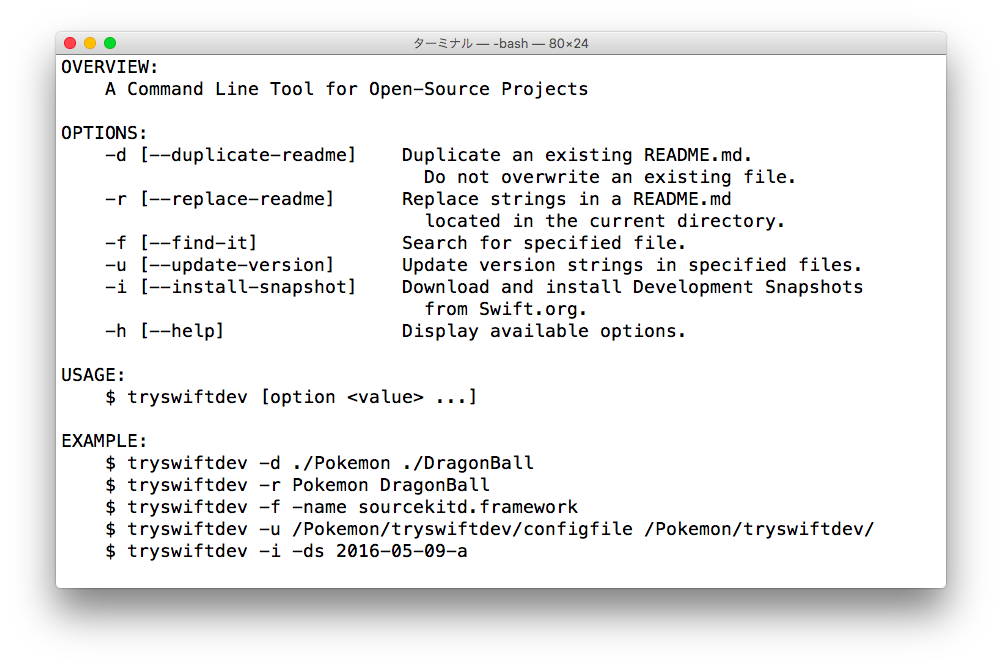 ターミナル — -bash — 80×24
OVERVIEW:
    A Command Line Tool for Open-Source Projects
OPTIONS:
    -d [--duplicate-readme]    Duplicate an existing README.md.
                                 Do not overwrite an existing file.
    -r [--replace-readme]      Replace strings in a README.md
                                 located in the current directory.
    -f [--find-it]             Search for specified file.
    -u [--update-version]      Update version strings in specified files.
    -i [--install-snapshot]    Download and install Development Snapshots
                                 from Swift.org.
    -h [--help]                Display available options.
USAGE:
    $ tryswiftdev [option <value> ...]
EXAMPLE:
    $ tryswiftdev -d ./Pokemon ./DragonBall
    $ tryswiftdev -r Pokemon DragonBall
    $ tryswiftdev -f -name sourcekitd.framework
    $ tryswiftdev -u /Pokemon/tryswiftdev/configfile /Pokemon/tryswiftdev/
    $ tryswiftdev -i -ds 2016-05-09-a